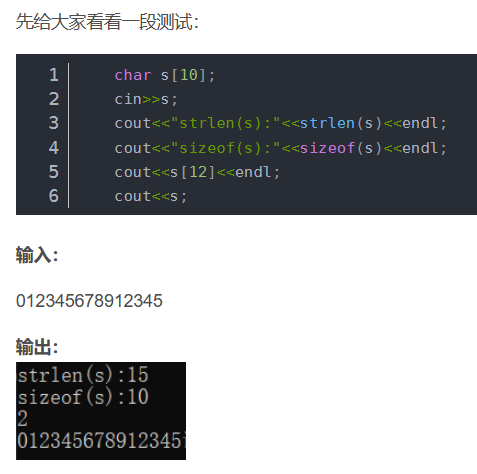 先给大家看看一段测试：
1 char s[10];
2 cin>>s;
3 cout<<"strlen(s):"<<strlen(s)<<endl;
4 cout<<"sizeof(s):"<<sizeof(s)<<endl;
5 cout<<s[12]<<endl;
6 cout<<s;
输入：
012345678912345
输出：
strlen(s):15
sizeof(s):10
2
012345678912345